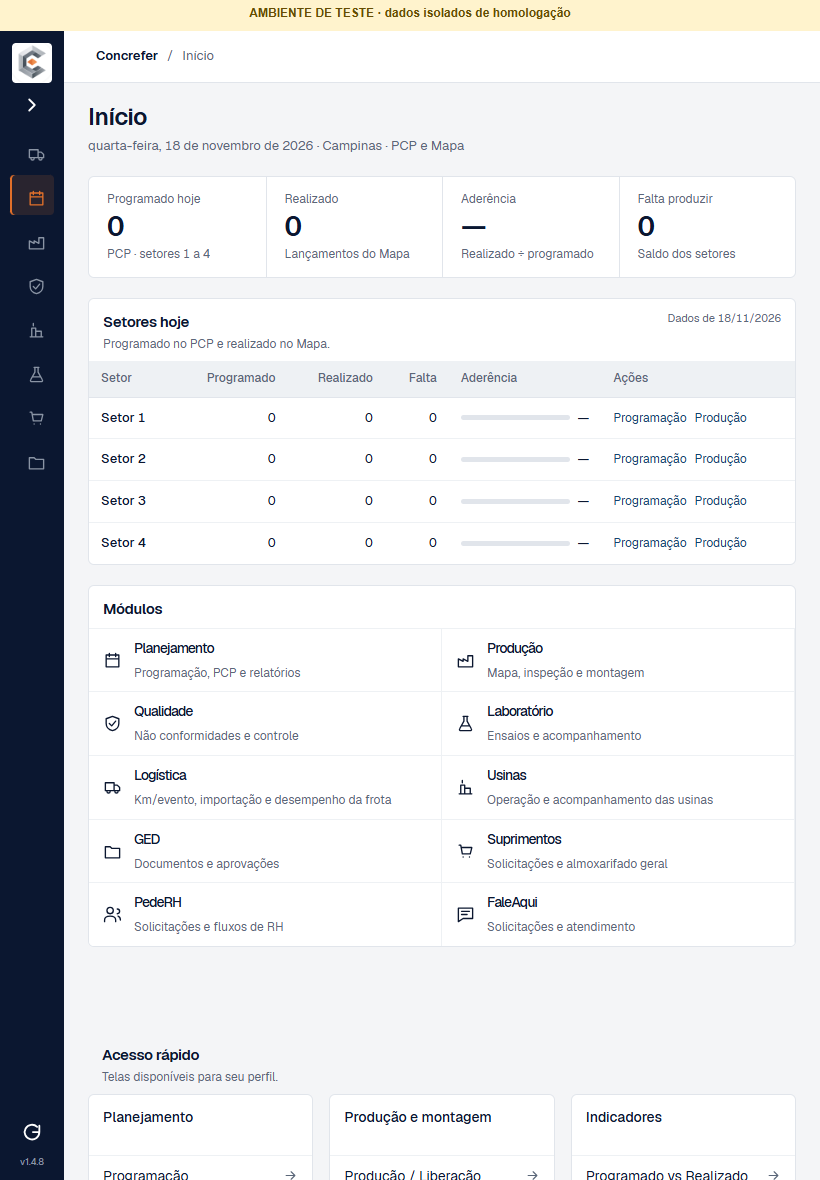 AMBIENTE DE TESTE · dados isolados de homologação
Concrefer / Início
Início
quarta-feira, 18 de novembro de 2026 · Campinas · PCP e Mapa
Programado hoje
0
PCP · setores 1 a 4
Realizado
0
Lançamentos do Mapa
Aderência
—
Realizado ÷ programado
Falta produzir
0
Saldo dos setores
Setores hoje
Dados de 18/11/2026
Programado no PCP e realizado no Mapa.
Setor Programado Realizado Falta Aderência Ações
Setor 1 0 0 0 — Programação Produção
Setor 2 0 0 0 — Programação Produção
Setor 3 0 0 0 — Programação Produção
Setor 4 0 0 0 — Programação Produção
Módulos
Planejamento
Programação, PCP e relatórios
Produção
Mapa, inspeção e montagem
Qualidade
Não conformidades e controle
Laboratório
Ensaios e acompanhamento
Logística
Km/evento, importação e desempenho da frota
Usinas
Operação e acompanhamento das usinas
GED
Documentos e aprovações
Suprimentos
Solicitações e almoxarifado geral
PedeRH
Solicitações e fluxos de RH
FaleAqui
Solicitações e atendimento
Acesso rápido
Telas disponíveis para seu perfil.
Planejamento
Programação →
Produção e montagem
Produção / Liberação →
Indicadores
Programado vs Realizado →
v1.4.8